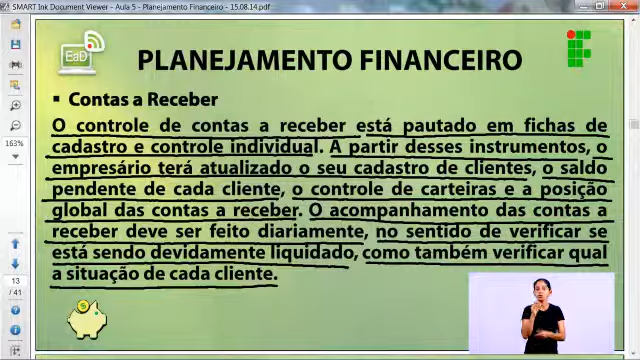 SMART Ink Document Viewer - Aula 5 - Planejamento Financeiro - 15.08.14.pdf
EaD
PLANEJAMENTO FINANCEIRO
▪ Contas a Receber
O controle de contas a receber está pautado em fichas de
cadastro e controle individual. A partir desses instrumentos, o
empresário terá atualizado o seu cadastro de clientes, o saldo
pendente de cada cliente, o controle de carteiras e a posição
global das contas a receber. O acompanhamento das contas a
receber deve ser feito diariamente, no sentido de verificar se
está sendo devidamente liquidado, como também verificar qual
a situação de cada cliente.
163%
13
/ 41
$